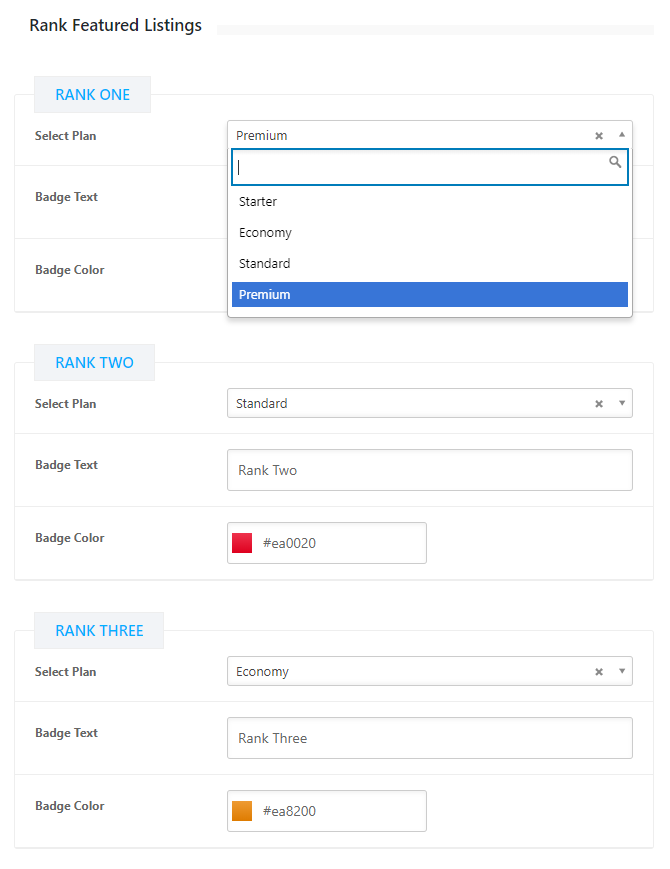 Rank Featured Listings
RANK ONE
Select Plan
Premium
Starter
Economy
Standard
Premium
Badge Text
Badge Color
RANK TWO
Select Plan
Standard
Badge Text
Rank Two
Badge Color
#ea0020
RANK THREE
Select Plan
Economy
Badge Text
Rank Three
Badge Color
#ea8200